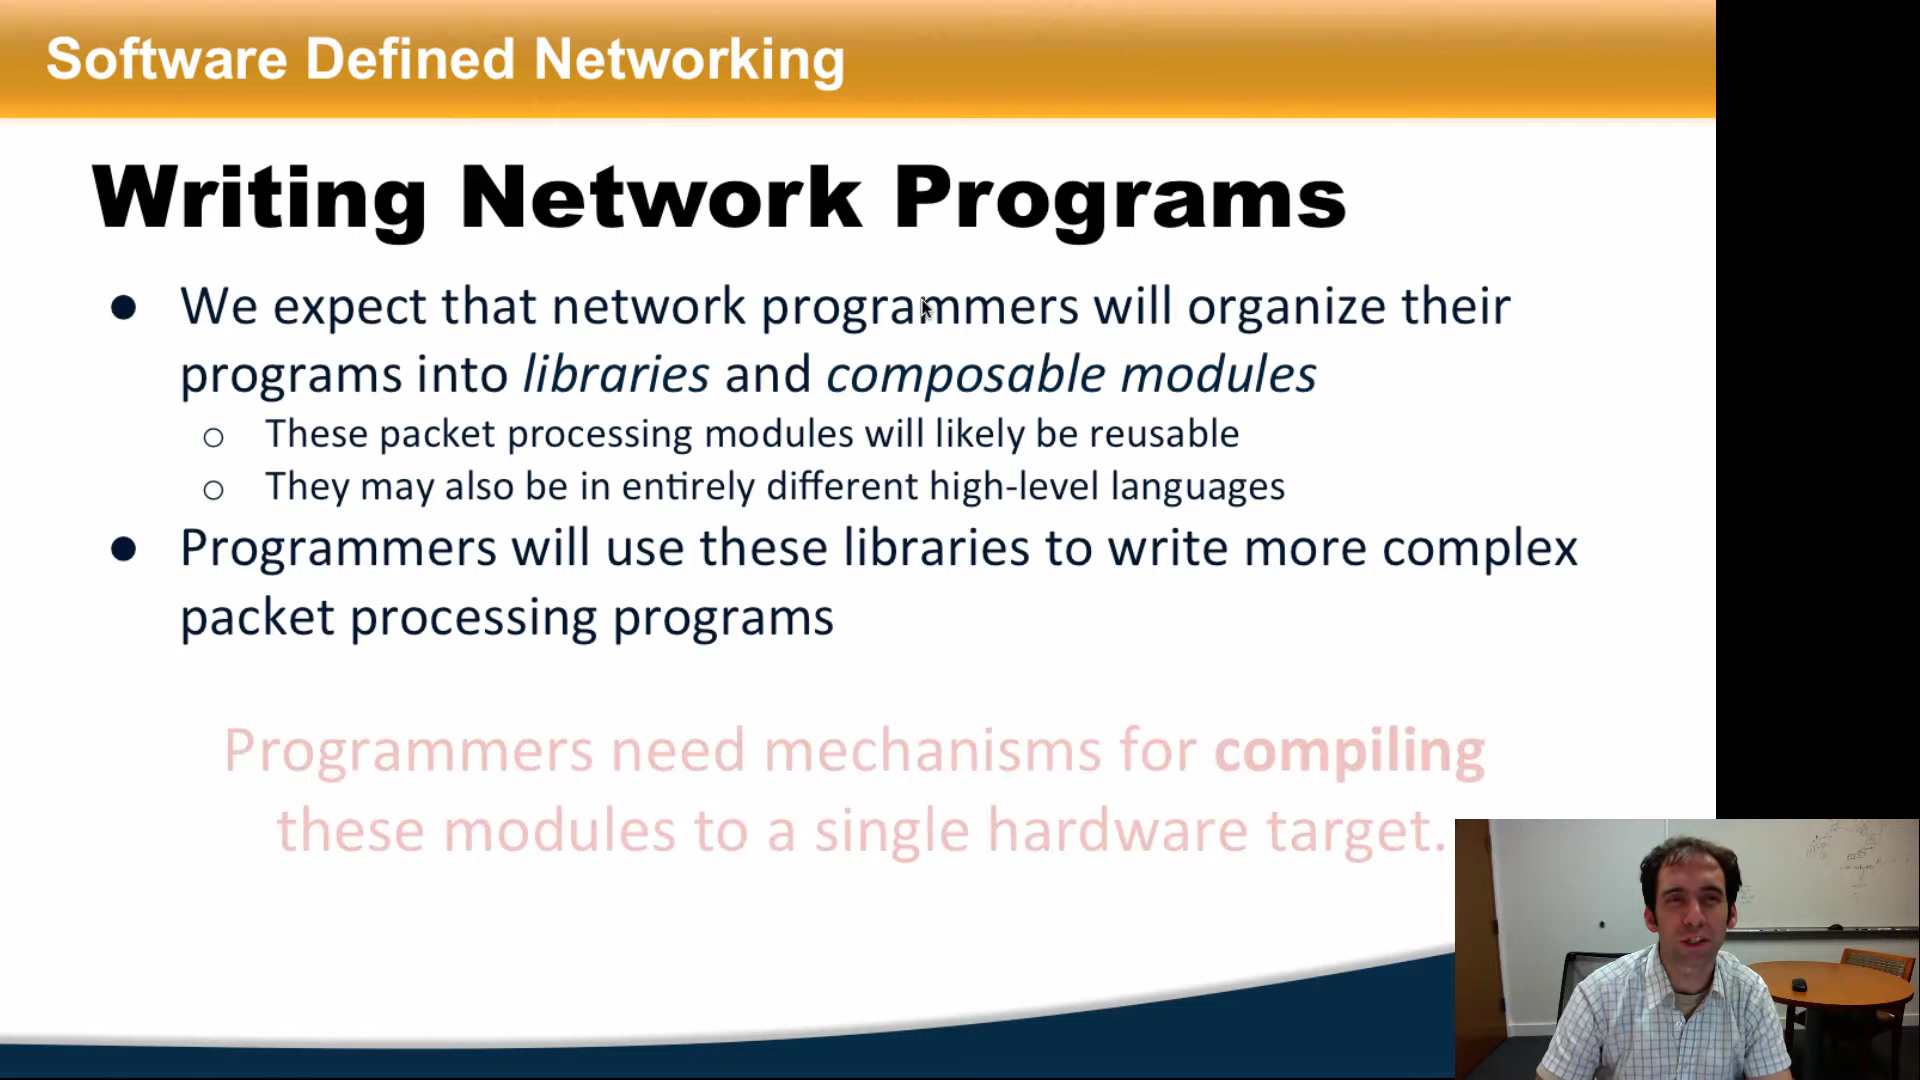 Software Defined Networking
Writing Network Programs
● We expect that network programmers will organize their
programs into libraries and composable modules
○ These packet processing modules will likely be reusable
○ They may also be in entirely different high-level languages
● Programmers will use these libraries to write more complex
packet processing programs
Programmers need mechanisms for compiling
these modules to a single hardware target.